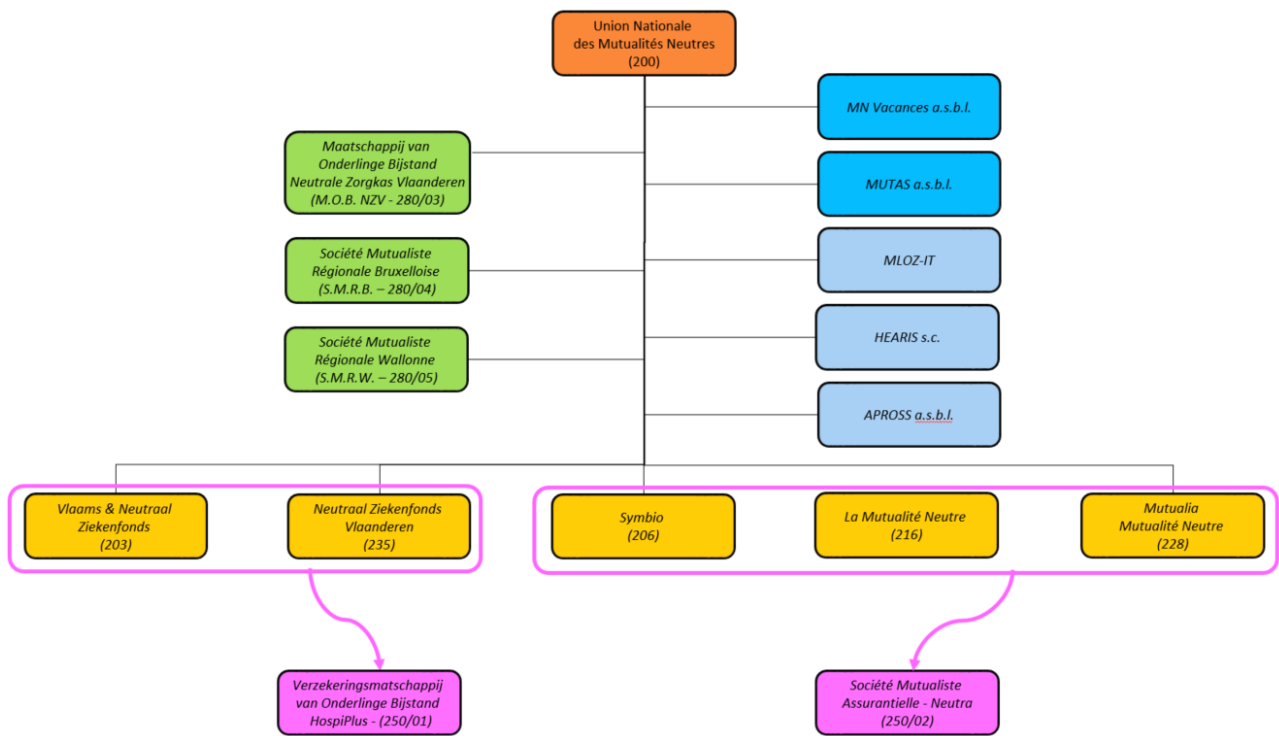 Union Nationale
des Mutualités Neutres
(200)
MN Vacances a.s.b.l.
Maatschappij van
Onderlinge Bijstand
Neutrale Zorgkas Vlaanderen
(M.O.B. NZV - 280/03)
MUTAS a.s.b.l.
Société Mutualiste
Régionale Bruxelloise
(S.M.R.B. – 280/04)
MLOZ-IT
Société Mutualiste
Régionale Wallonne
(S.M.R.W. – 280/05)
HEARIS s.c.
APROSS a.s.b.l.
Vlaams & Neutraal
Ziekenfonds
(203)
Neutraal Ziekenfonds
Vlaanderen
(235)
Symbio
(206)
La Mutualité Neutre
(216)
Mutualia
Mutualité Neutre
(228)
Verzekeringsmatschappij
van Onderlinge Bijstand
HospiPlus - (250/01)
Société Mutualiste
Assurantielle - Neutra
(250/02)